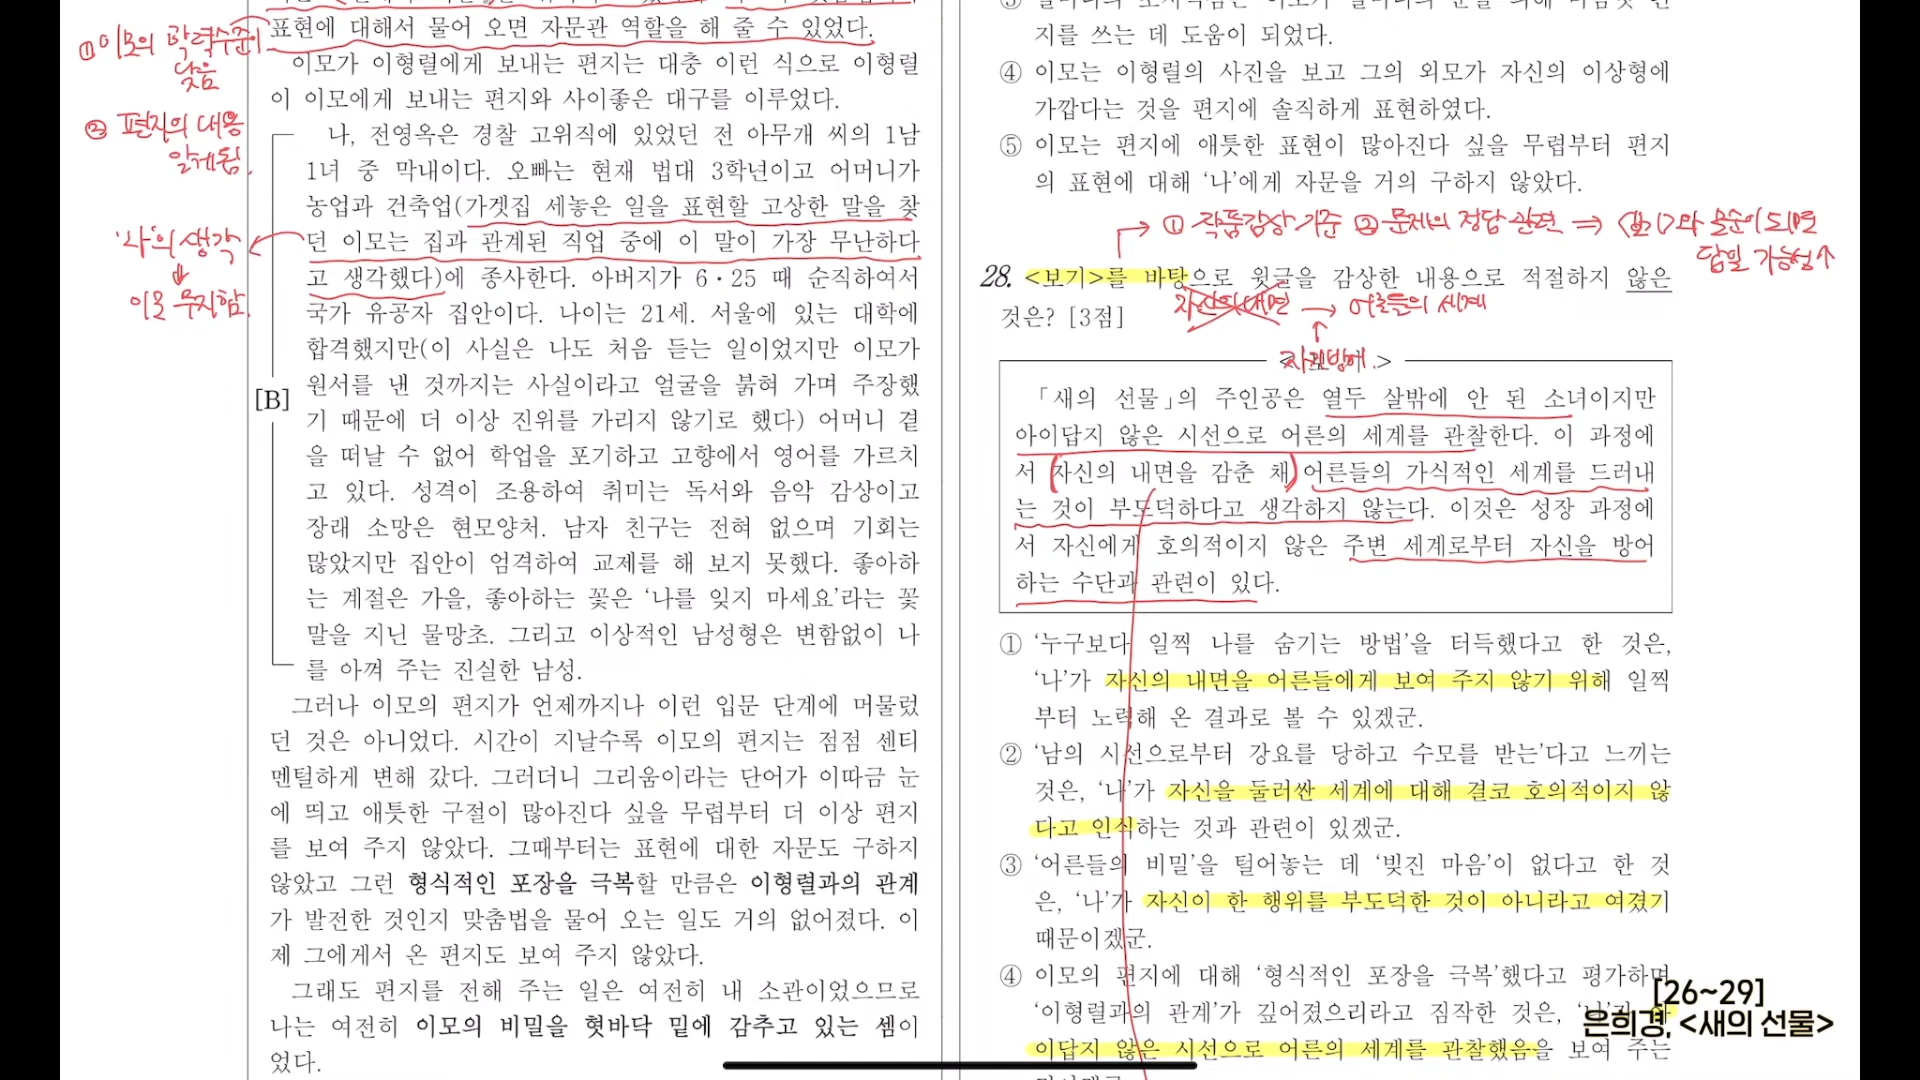 표현에 대해서 물어 오면 자문관 역할을 해 줄 수 있었다.
이모가 이형렬에게 보내는 편지는 대충 이런 식으로 이형렬
이 이모에게 보내는 편지와 사이좋은 대구를 이루었다.
나, 전영옥은 경찰 고위직에 있었던 전 아무개 씨의 1남
1녀 중 막내이다. 오빠는 현재 법대 3학년이고 어머니가
농업과 건축업(가겟집 세놓은 일을 표현할 고상한 말을 찾
던 이모는 집과 관계된 직업 중에 이 말이 가장 무난하다
고 생각했다)에 종사한다. 아버지가 6·25 때 순직하여서
국가 유공자 집안이다. 나이는 21세. 서울에 있는 대학에
합격했지만(이 사실은 나도 처음 듣는 일이었지만 이모가
원서를 낸 것까지는 사실이라고 얼굴을 붉혀 가며 주장했
[B] 기 때문에 더 이상 진위를 가리지 않기로 했다) 어머니 곁
을 떠날 수 없어 학업을 포기하고 고향에서 영어를 가르치
고 있다. 성격이 조용하여 취미는 독서와 음악 감상이고
장래 소망은 현모양처. 남자 친구는 전혀 없으며 기회는
많았지만 집안이 엄격하여 교제를 해 보지 못했다. 좋아하
는 계절은 가을, 좋아하는 꽃은 ‘나를 잊지 마세요’라는 꽃
말을 지닌 물망초. 그리고 이상적인 남성형은 변함없이 나
를 아껴 주는 진실한 남성.
그러나 이모의 편지가 언제까지나 이런 입문 단계에 머물렀
던 것은 아니었다. 시간이 지날수록 이모의 편지는 점점 센티
멘털하게 변해 갔다. 그러더니 그리움이라는 단어가 이따금 눈
에 띄고 애틋한 구절이 많아진다 싶을 무렵부터 더 이상 편지
를 보여 주지 않았다. 그때부터는 표현에 대한 자문도 구하지
않았고 그런 형식적인 포장을 극복할 만큼은 이형렬과의 관계
가 발전한 것인지 맞춤법을 물어 오는 일도 거의 없어졌다. 이
제 그에게서 온 편지도 보여 주지 않았다.
그래도 편지를 전해 주는 일은 여전히 내 소관이었으므로
나는 여전히 이모의 비밀을 혓바닥 밑에 감추고 있는 셈이
었다.
① 이모의 학력수준이
낮음
② 편지의 내용
알게됨.
‘나’의 생각
이모 무지함.
지를 쓰는 데 도움이 되었다.
④ 이모는 이형렬의 사진을 보고 그의 외모가 자신의 이상형에
가깝다는 것을 편지에 솔직하게 표현하였다.
⑤ 이모는 편지에 애틋한 표현이 많아진다 싶을 무렵부터 편지
의 표현에 대해 ‘나’에게 자문을 거의 구하지 않았다.
① 작품감상 기준 ② 문제의 정답 관련 ⇒ <보기>와 모순이 되면
답일 가능성↑
28. <보기>를 바탕으로 윗글을 감상한 내용으로 적절하지 않은
것은? [3점]
자신의 내면 → 어른들의 세계
「새의 선물」의 주인공은 열두 살밖에 안 된 소녀이지만
아이답지 않은 시선으로 어른의 세계를 관찰한다. 이 과정에
서 (자신의 내면을 감춘 채) 어른들의 가식적인 세계를 드러내
는 것이 부도덕하다고 생각하지 않는다. 이것은 성장 과정에
서 자신에게 호의적이지 않은 주변 세계로부터 자신을 방어
하는 수단과 관련이 있다.
① ‘누구보다 일찍 나를 숨기는 방법’을 터득했다고 한 것은,
‘나’가 자신의 내면을 어른들에게 보여 주지 않기 위해 일찍
부터 노력해 온 결과로 볼 수 있겠군.
② ‘남의 시선으로부터 강요를 당하고 수모를 받는’다고 느끼는
것은, ‘나’가 자신을 둘러싼 세계에 대해 결코 호의적이지 않
다고 인식하는 것과 관련이 있겠군.
③ ‘어른들의 비밀’을 털어놓는 데 ‘빚진 마음’이 없다고 한 것
은, ‘나’가 자신이 한 행위를 부도덕한 것이 아니라고 여겼기
때문이겠군.
④ 이모의 편지에 대해 ‘형식적인 포장을 극복’했다고 평가하며
‘이형렬과의 관계’가 깊어졌으리라고 짐작한 것은,
이답지 않은 시선으로 어른의 세계를 관찰했음을 보여 주는
[26~29]
은희경, <새의 선물>